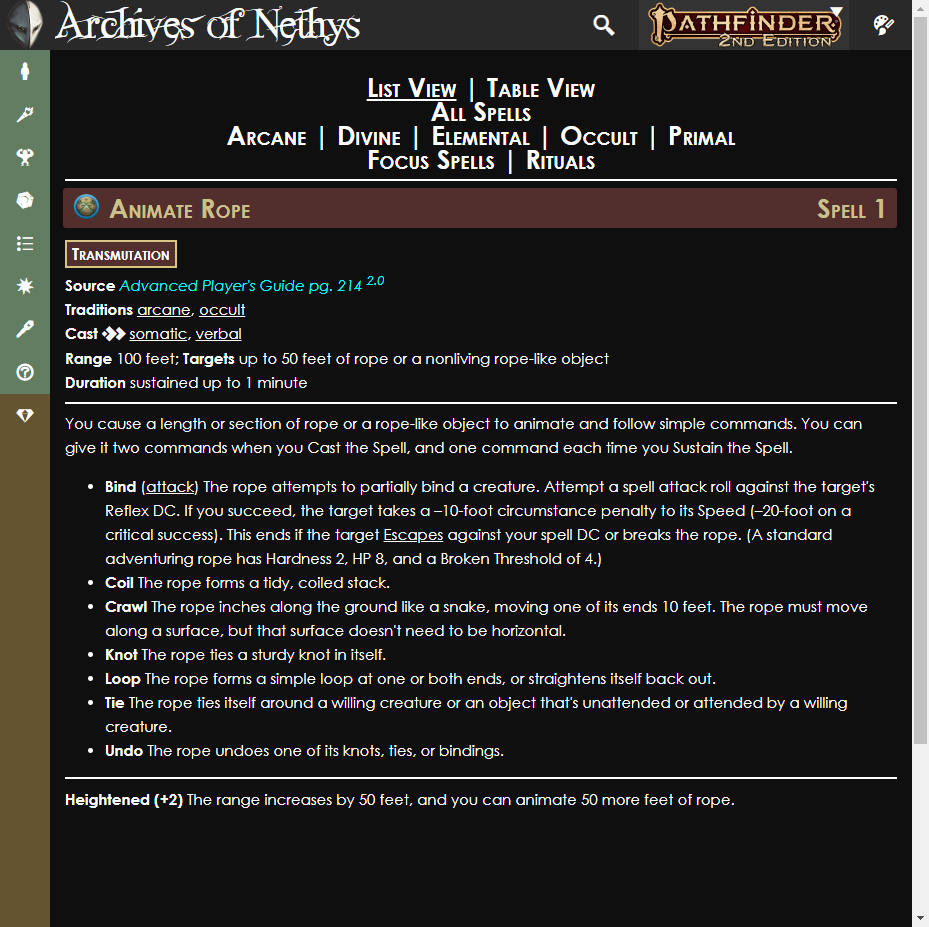 Archives of Nethys
PATHFINDER
2ND EDITION
List View | Table View
All Spells
Arcane | Divine | Elemental | Occult | Primal
Focus Spells | Rituals
Animate Rope Spell 1
Transmutation
Source Advanced Player's Guide pg. 214 2.0
Traditions arcane, occult
Cast somatic, verbal
Range 100 feet; Targets up to 50 feet of rope or a nonliving rope-like object
Duration sustained up to 1 minute
You cause a length or section of rope or a rope-like object to animate and follow simple commands. You can
give it two commands when you Cast the Spell, and one command each time you Sustain the Spell.
• Bind (attack) The rope attempts to partially bind a creature. Attempt a spell attack roll against the target's
Reflex DC. If you succeed, the target takes a –10-foot circumstance penalty to its Speed (–20-foot on a
critical success). This ends if the target Escapes against your spell DC or breaks the rope. (A standard
adventuring rope has Hardness 2, HP 8, and a Broken Threshold of 4.)
• Coil The rope forms a tidy, coiled stack.
• Crawl The rope inches along the ground like a snake, moving one of its ends 10 feet. The rope must move
along a surface, but that surface doesn't need to be horizontal.
• Knot The rope ties a sturdy knot in itself.
• Loop The rope forms a simple loop at one or both ends, or straightens itself back out.
• Tie The rope ties itself around a willing creature or an object that's unattended or attended by a willing
creature.
• Undo The rope undoes one of its knots, ties, or bindings.
Heightened (+2) The range increases by 50 feet, and you can animate 50 more feet of rope.